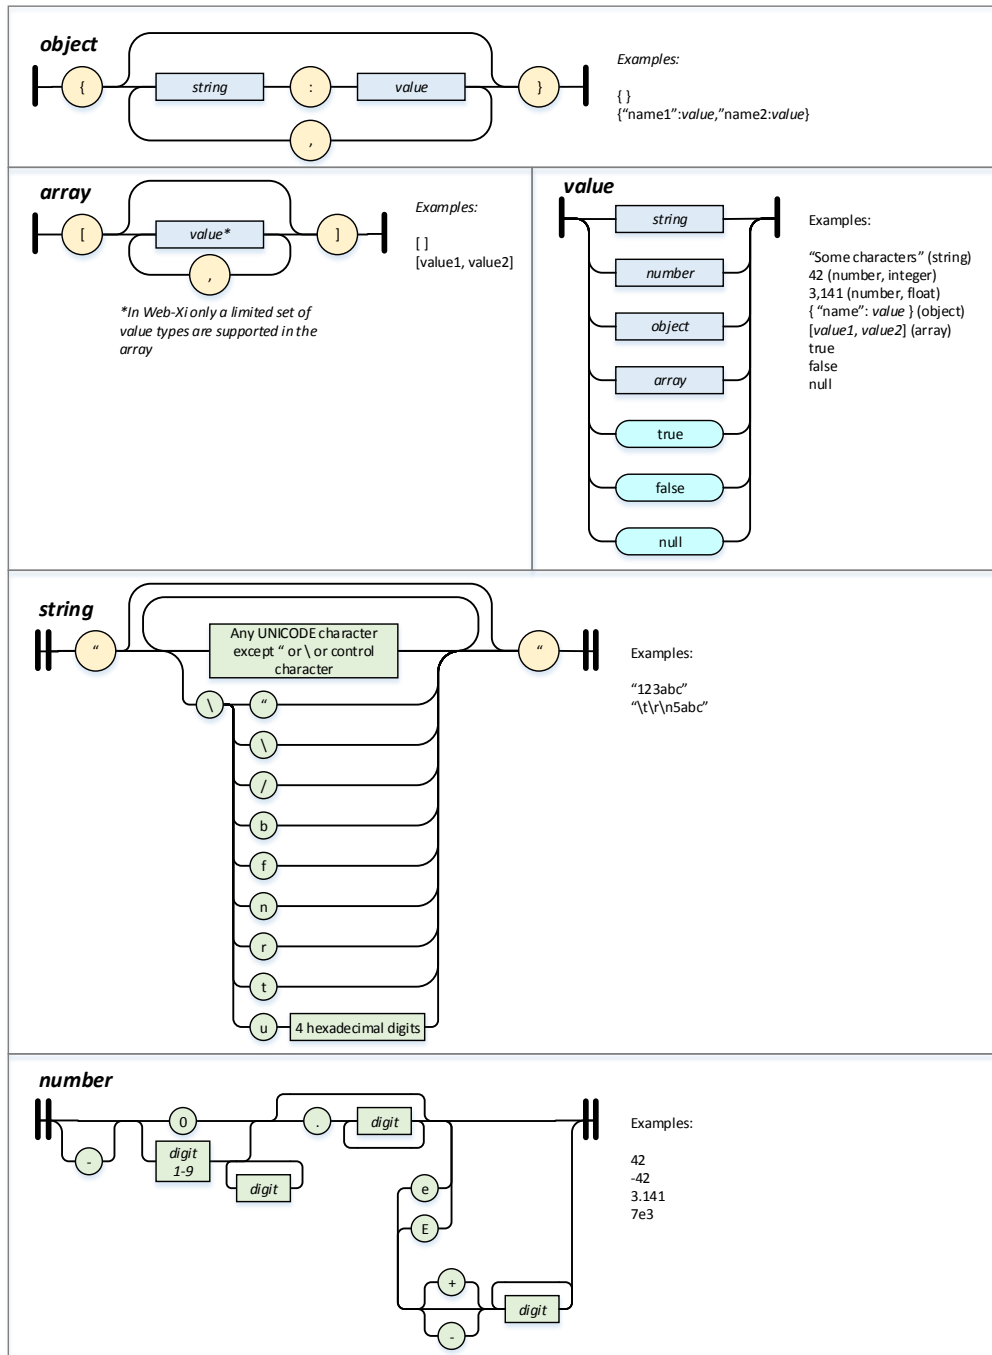 object
{
string
:
value
}
,
Examples:
{ }
{“name1”:value,”name2:value}
array
[
value*
]
,
Examples:
[ ]
[value1, value2]
*In Web-Xi only a limited set of
value types are supported in the
array
value
string
number
object
array
true
false
null
Examples:
“Some characters” (string)
42 (number, integer)
3,141 (number, float)
{ “name”: value } (object)
[value1, value2] (array)
true
false
null
string
“
Any UNICODE character
except “ or \ or control
character
“
\
“
\
/
b
f
n
r
t
u
4 hexadecimal digits
Examples:
“123abc”
“\t\r\n5abc”
number
0
.
digit
-
digit
1-9
digit
e
E
+
-
digit
Examples:
42
-42
3.141
7e3